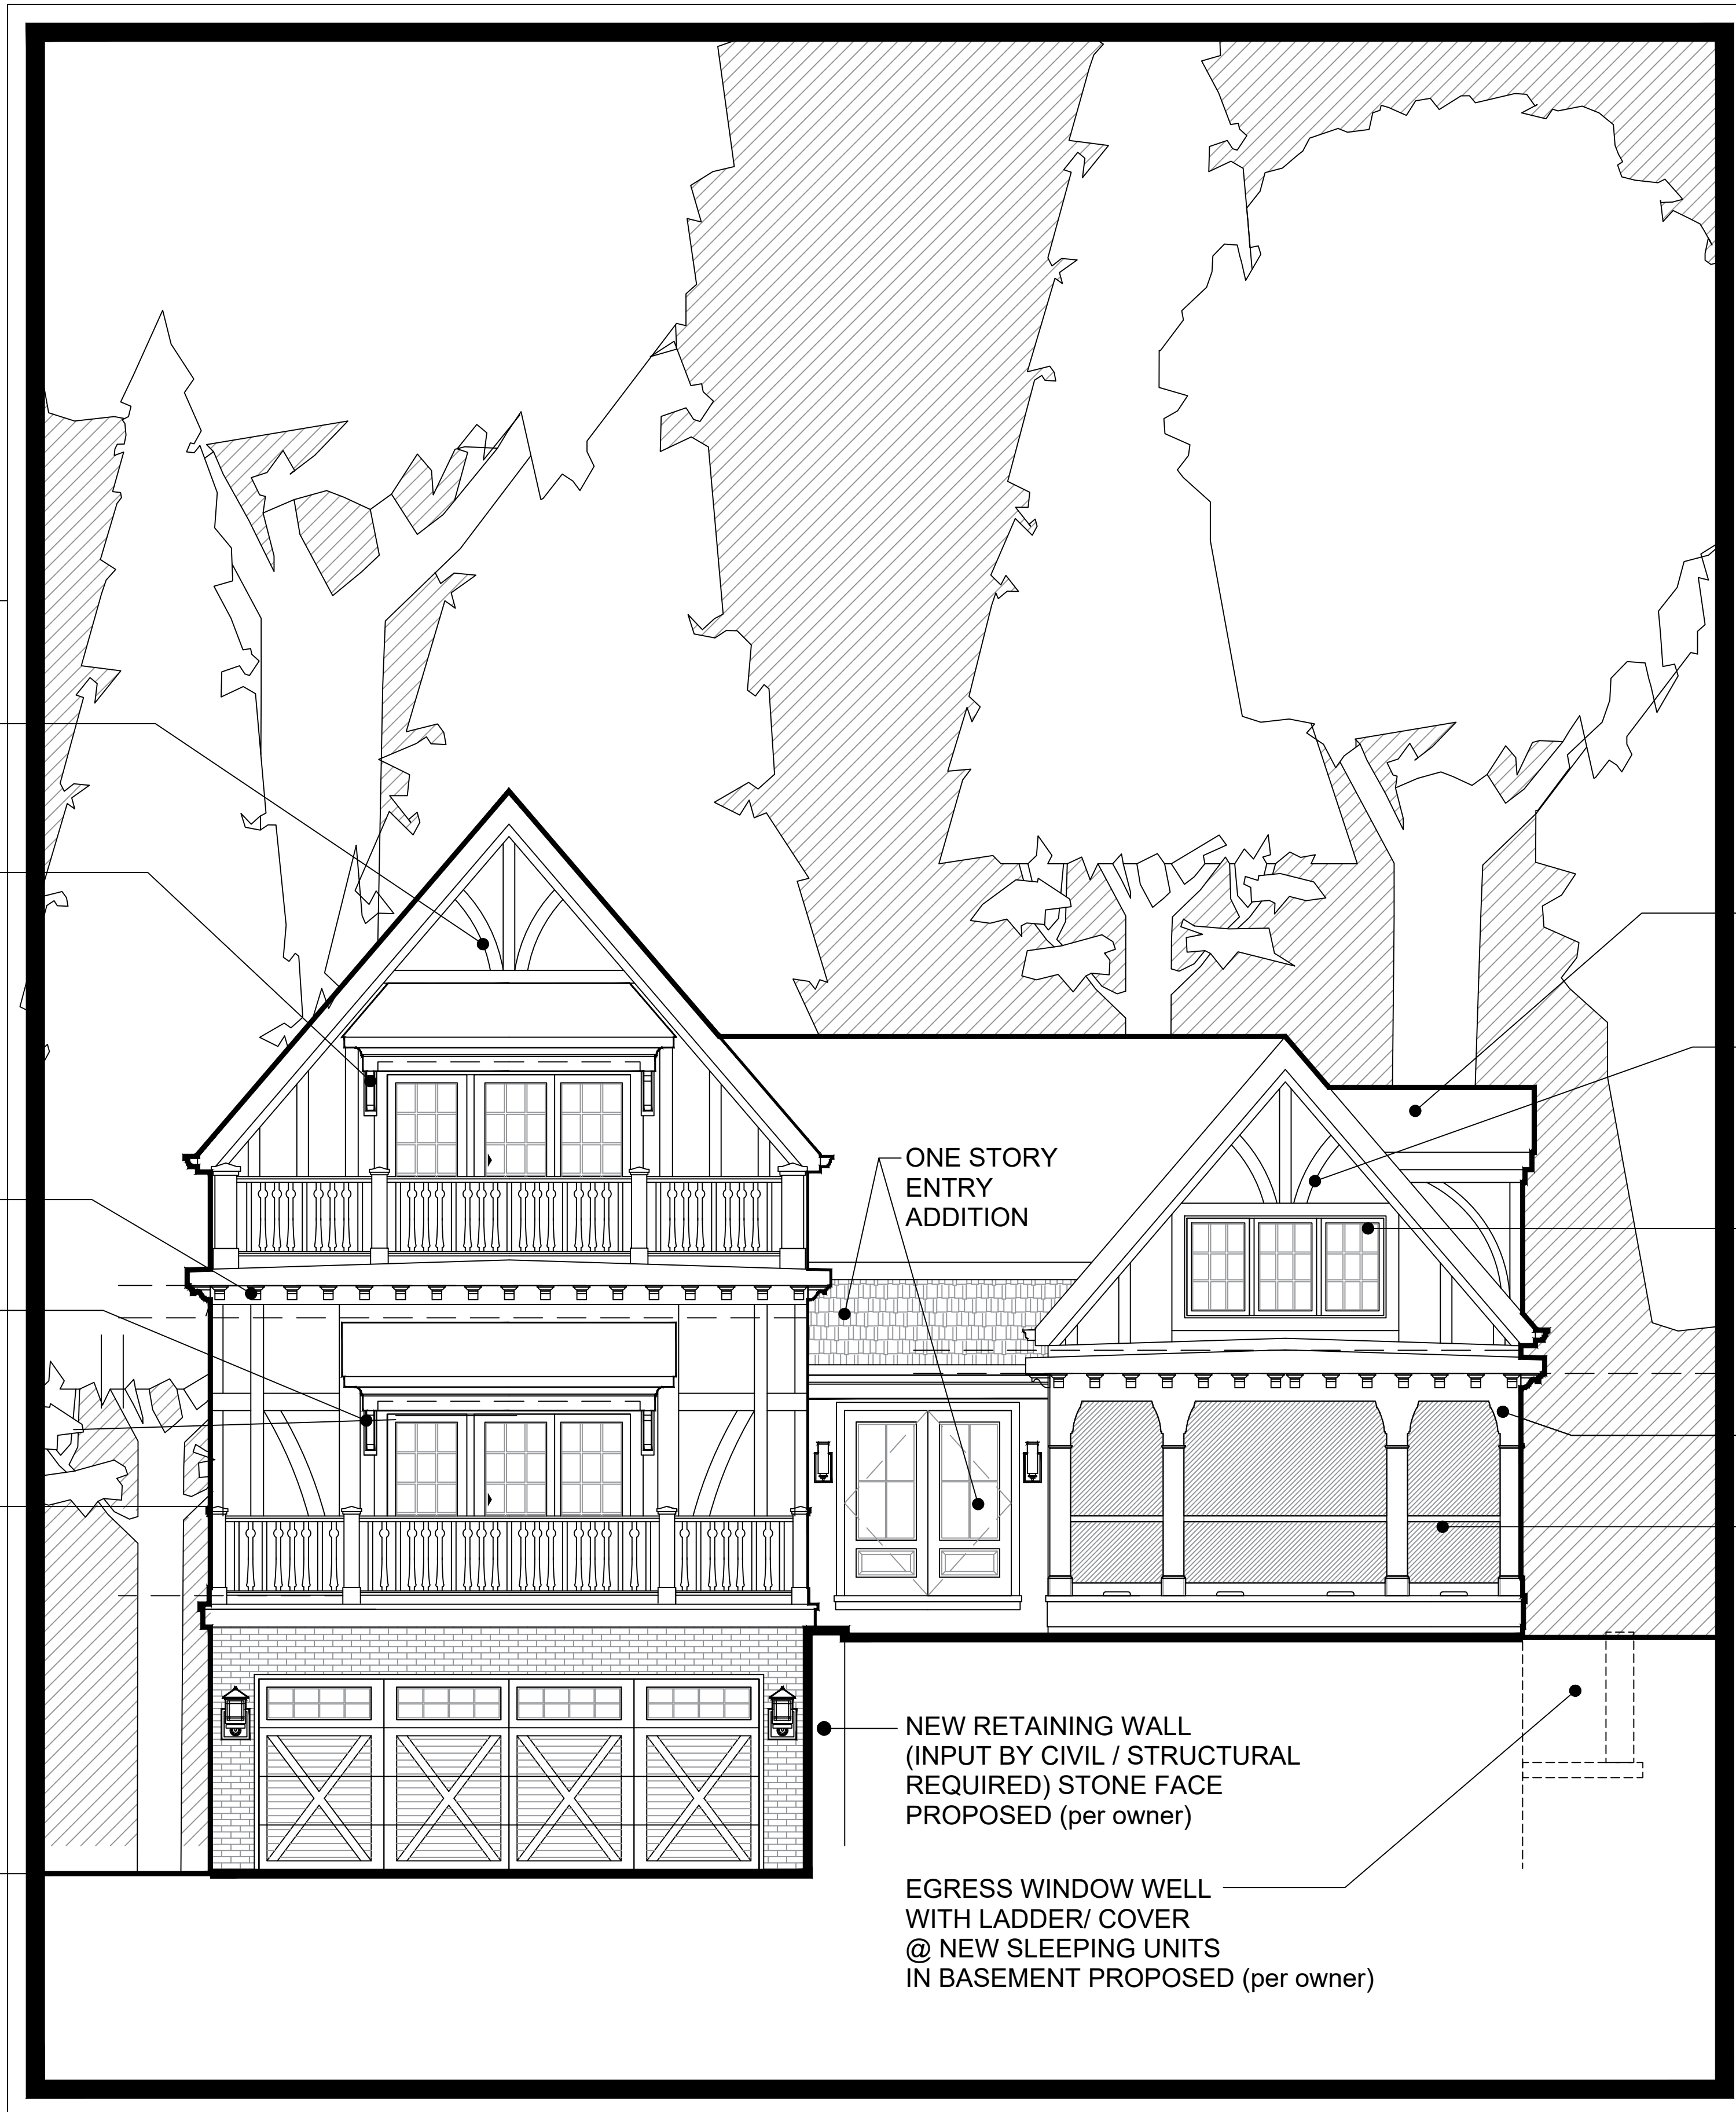 ONE STORY
ENTRY
ADDITION
NEW RETAINING WALL
(INPUT BY CIVIL / STRUCTURAL
REQUIRED) STONE FACE
PROPOSED (per owner)
EGRESS WINDOW WELL
WITH LADDER/ COVER
@ NEW SLEEPING UNITS
IN BASEMENT PROPOSED (per owner)